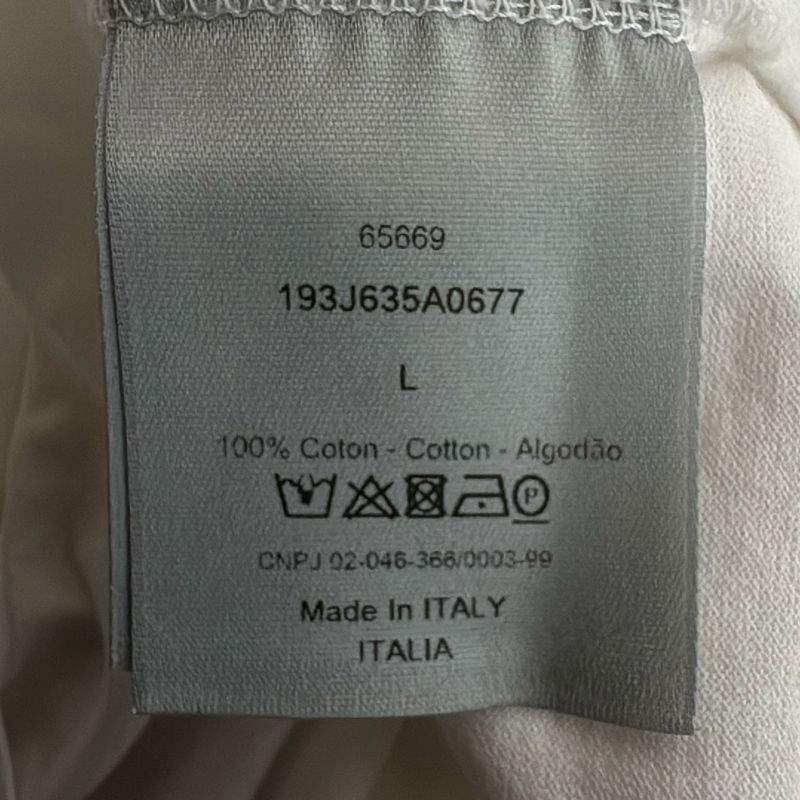 65669
193J635A0677
L
100% Coton - Cotton - Algodão
P
CNPJ 02-046-366/0003-99
Made In ITALY
ITALIA